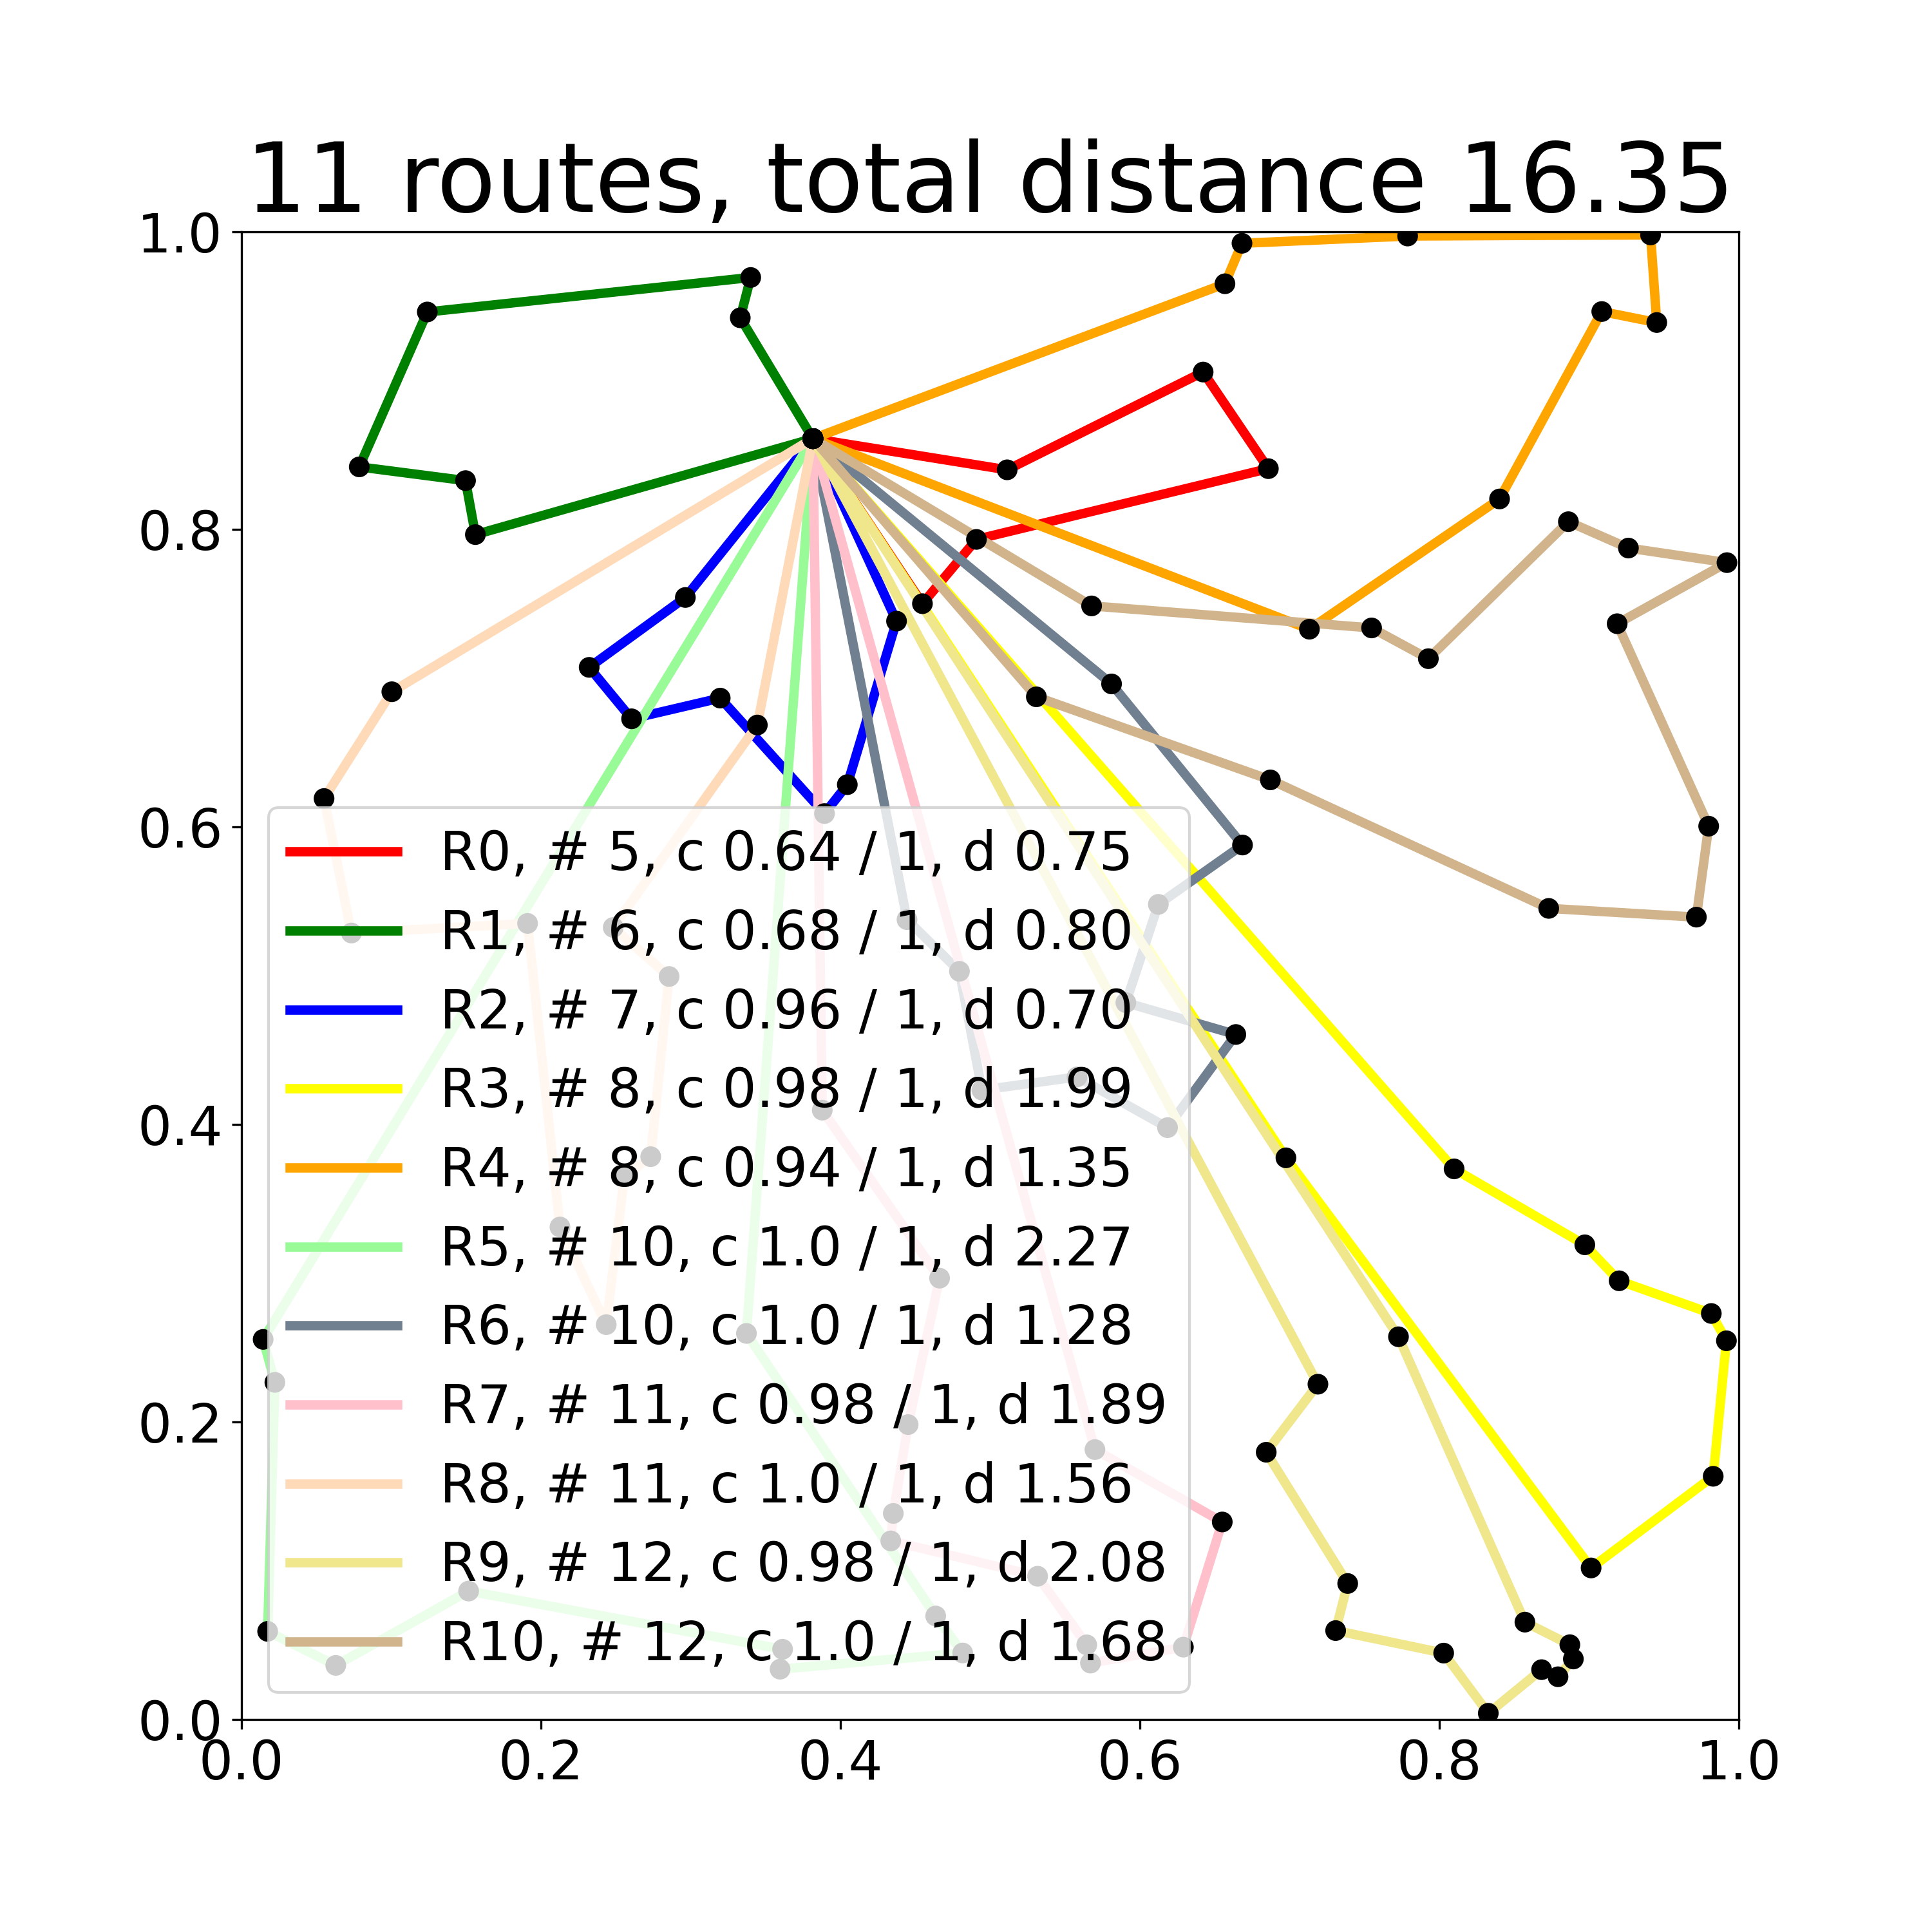 11 routes, total distance 16.35
1.0
0.8
0.6
0.4
0.2
0.0
R0, # 5, c 0.64 / 1, d 0.75
R1, # 6, c 0.68 / 1, d 0.80
R2, # 7, c 0.96 / 1, d 0.70
R3, # 8, c 0.98 / 1, d 1.99
R4, # 8, c 0.94 / 1, d 1.35
R5, # 10, c 1.0 / 1, d 2.27
R6, # 10, c 1.0 / 1, d 1.28
R7, # 11, c 0.98 / 1, d 1.89
R8, # 11, c 1.0 / 1, d 1.56
R9, # 12, c 0.98 / 1, d 2.08
R10, # 12, c 1.0 / 1, d 1.68
0.0 0.2 0.4 0.6 0.8 1.0